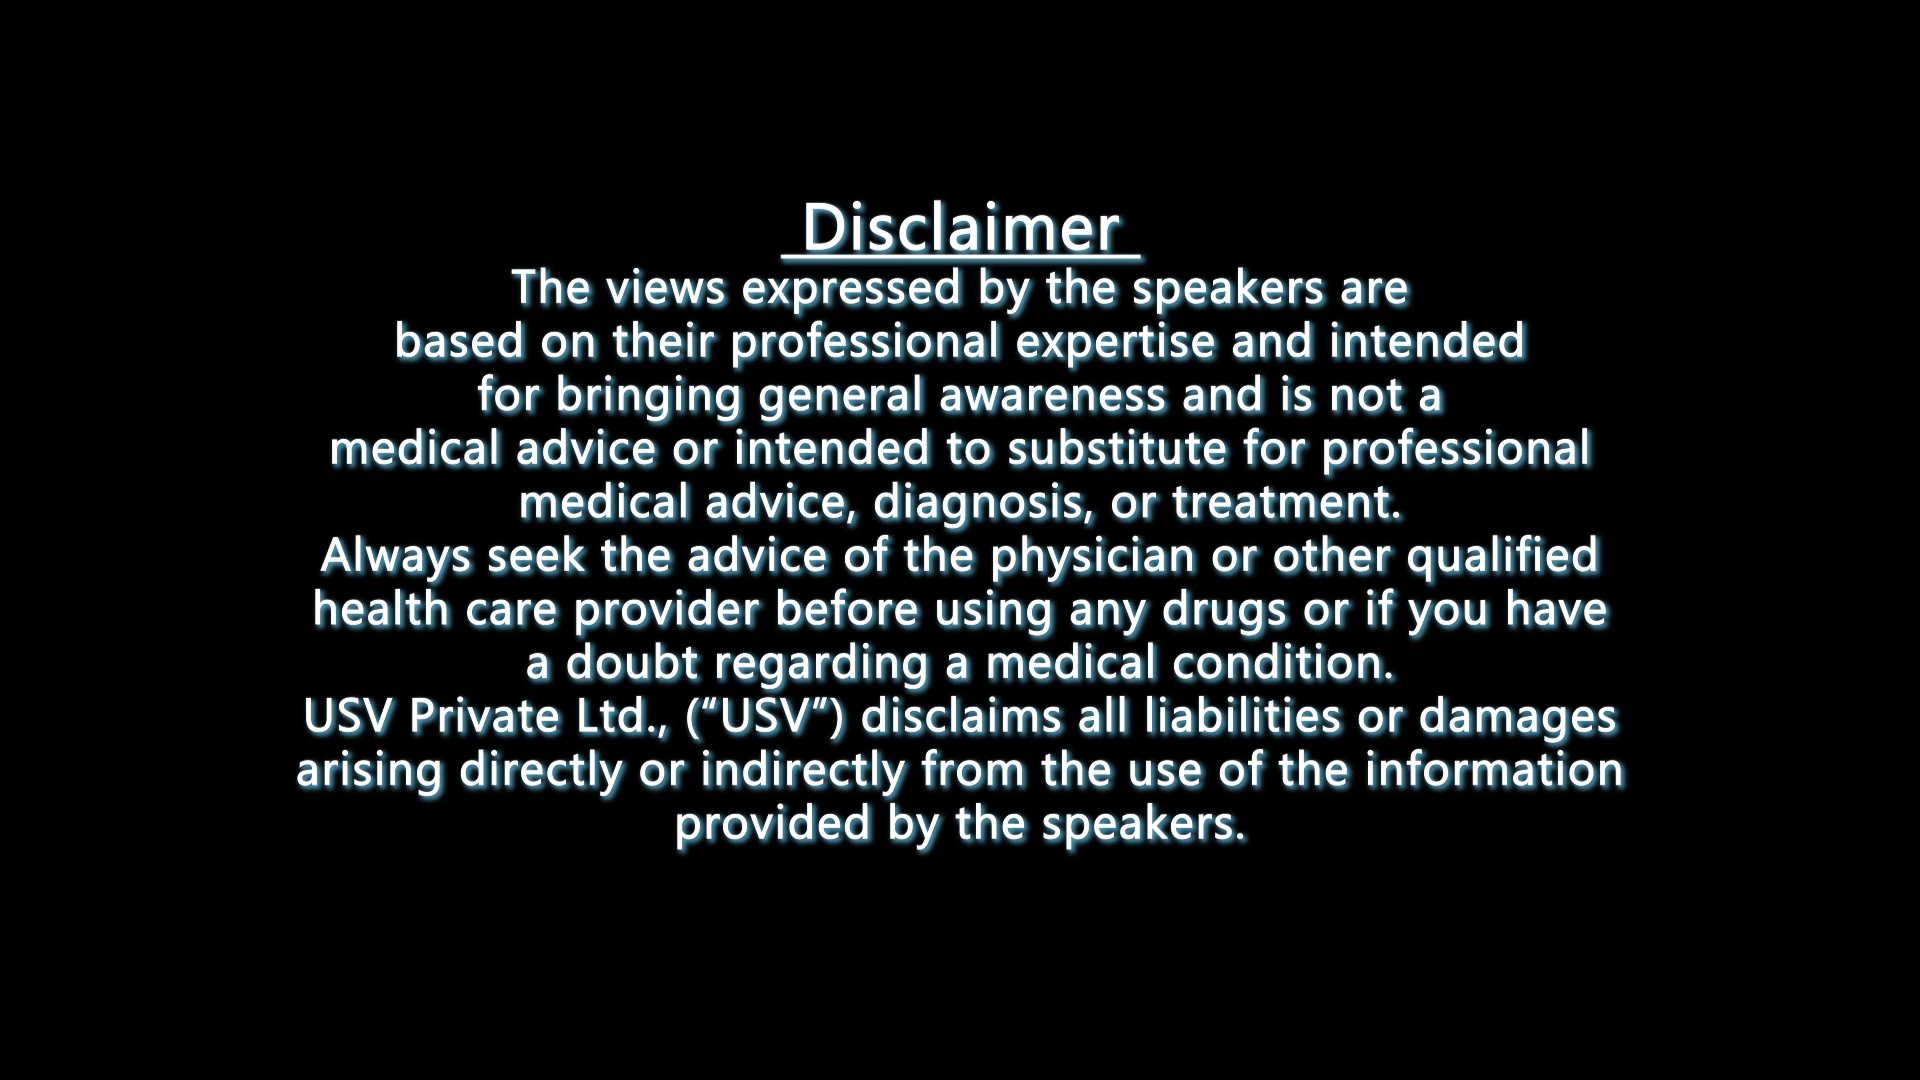 Disclaimer
The views expressed by the speakers are
based on their professional expertise and intended
for bringing general awareness and is not a
medical advice or intended to substitute for professional
medical advice, diagnosis, or treatment.
Always seek the advice of the physician or other qualified
health care provider before using any drugs or if you have
a doubt regarding a medical condition.
USV Private Ltd., (“USV”) disclaims all liabilities or damages
arising directly or indirectly from the use of the information
provided by the speakers.